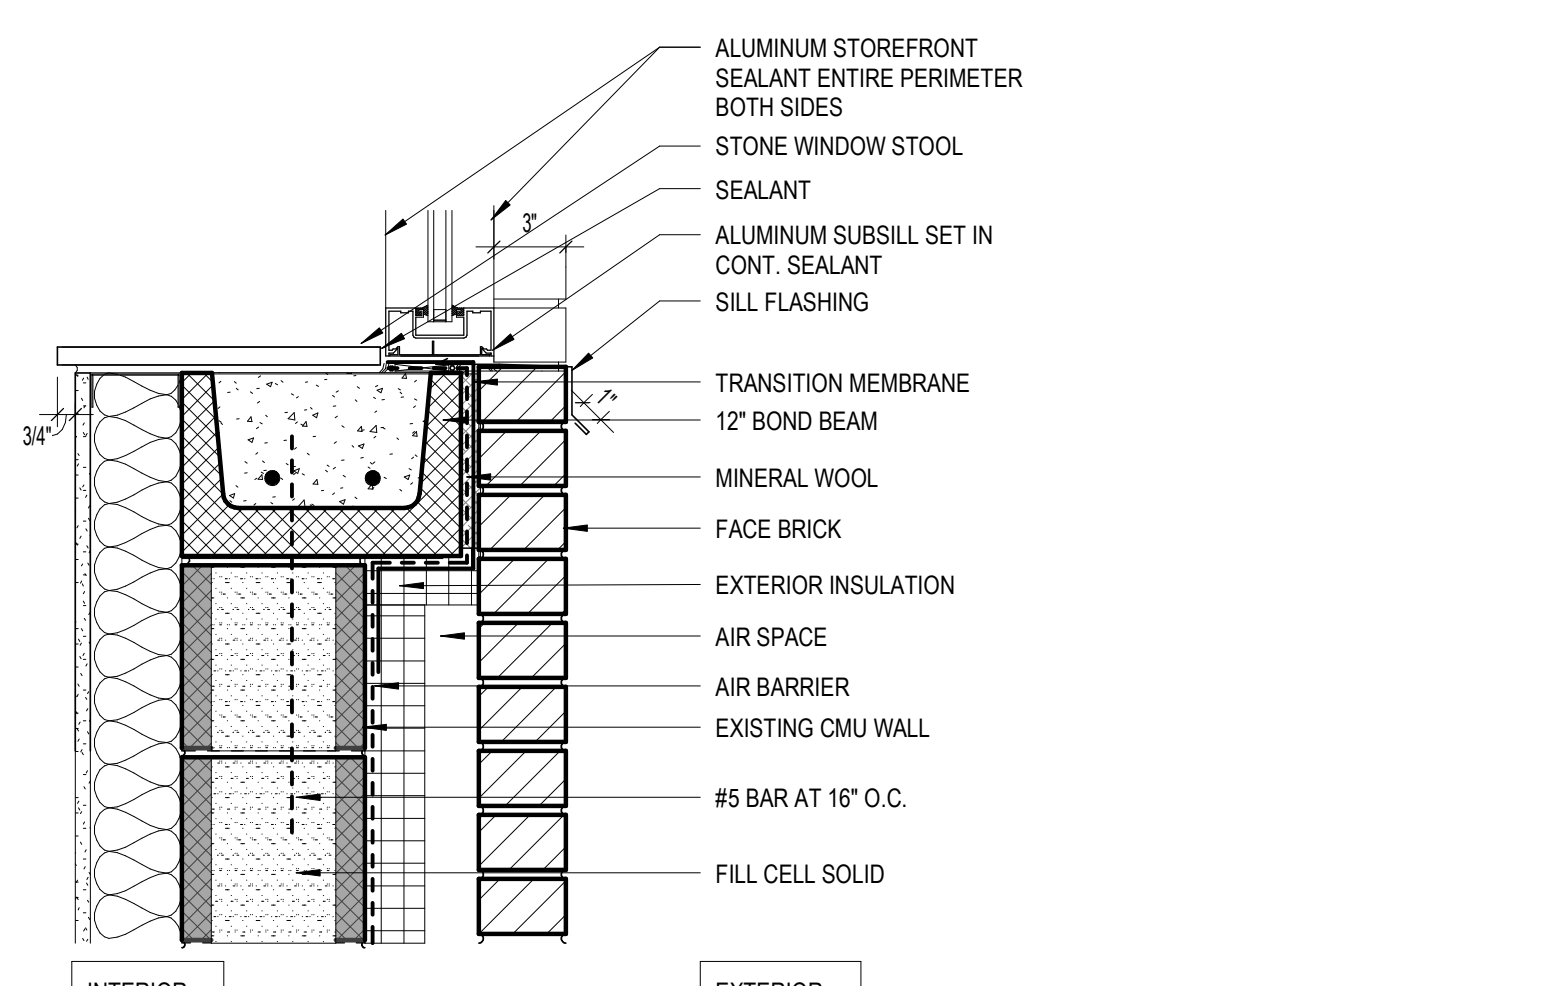 ALUMINUM STOREFRONT
SEALANT ENTIRE PERIMETER
BOTH SIDES
STONE WINDOW STOOL
SEALANT
3"
ALUMINUM SUBSILL SET IN
CONT. SEALANT
SILL FLASHING
TRANSITION MEMBRANE
1"
12" BOND BEAM
3/4"
MINERAL WOOL
FACE BRICK
EXTERIOR INSULATION
AIR SPACE
AIR BARRIER
EXISTING CMU WALL
#5 BAR AT 16" O.C.
FILL CELL SOLID
INTERIOR
EXTERIOR